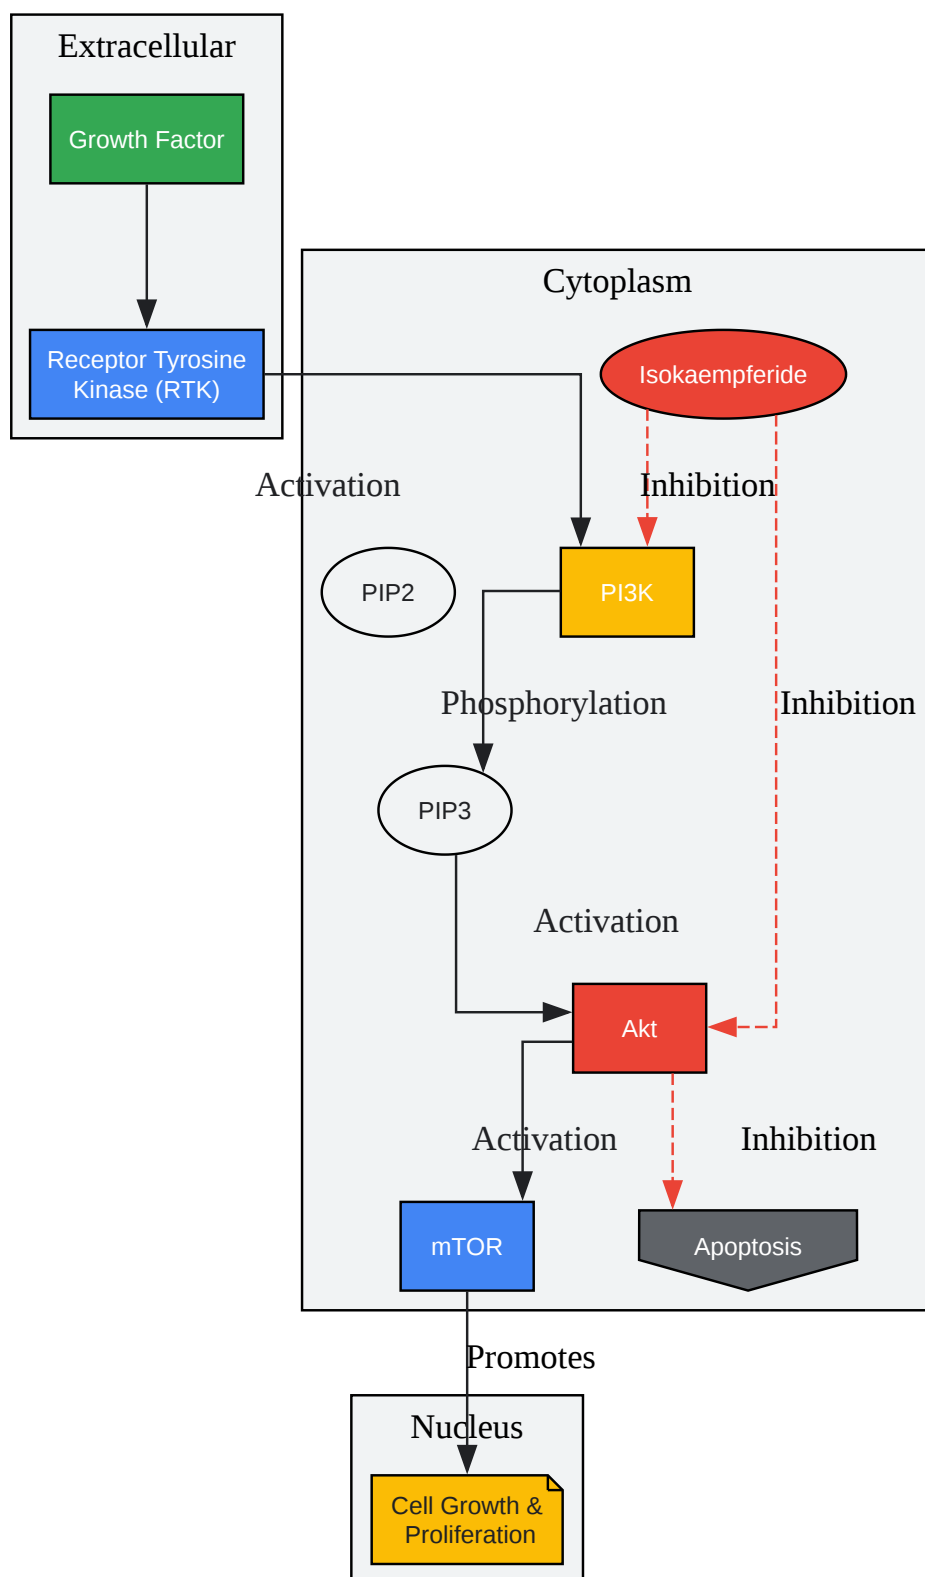 Extracellular
Growth Factor
Receptor Tyrosine
Kinase (RTK)
Cytoplasm
Isokaempferide
Activation
Inhibition
PIP2
PI3K
Phosphorylation
Inhibition
PIP3
Activation
Akt
Activation
Inhibition
mTOR
Apoptosis
Promotes
Nucleus
Cell Growth &
Proliferation